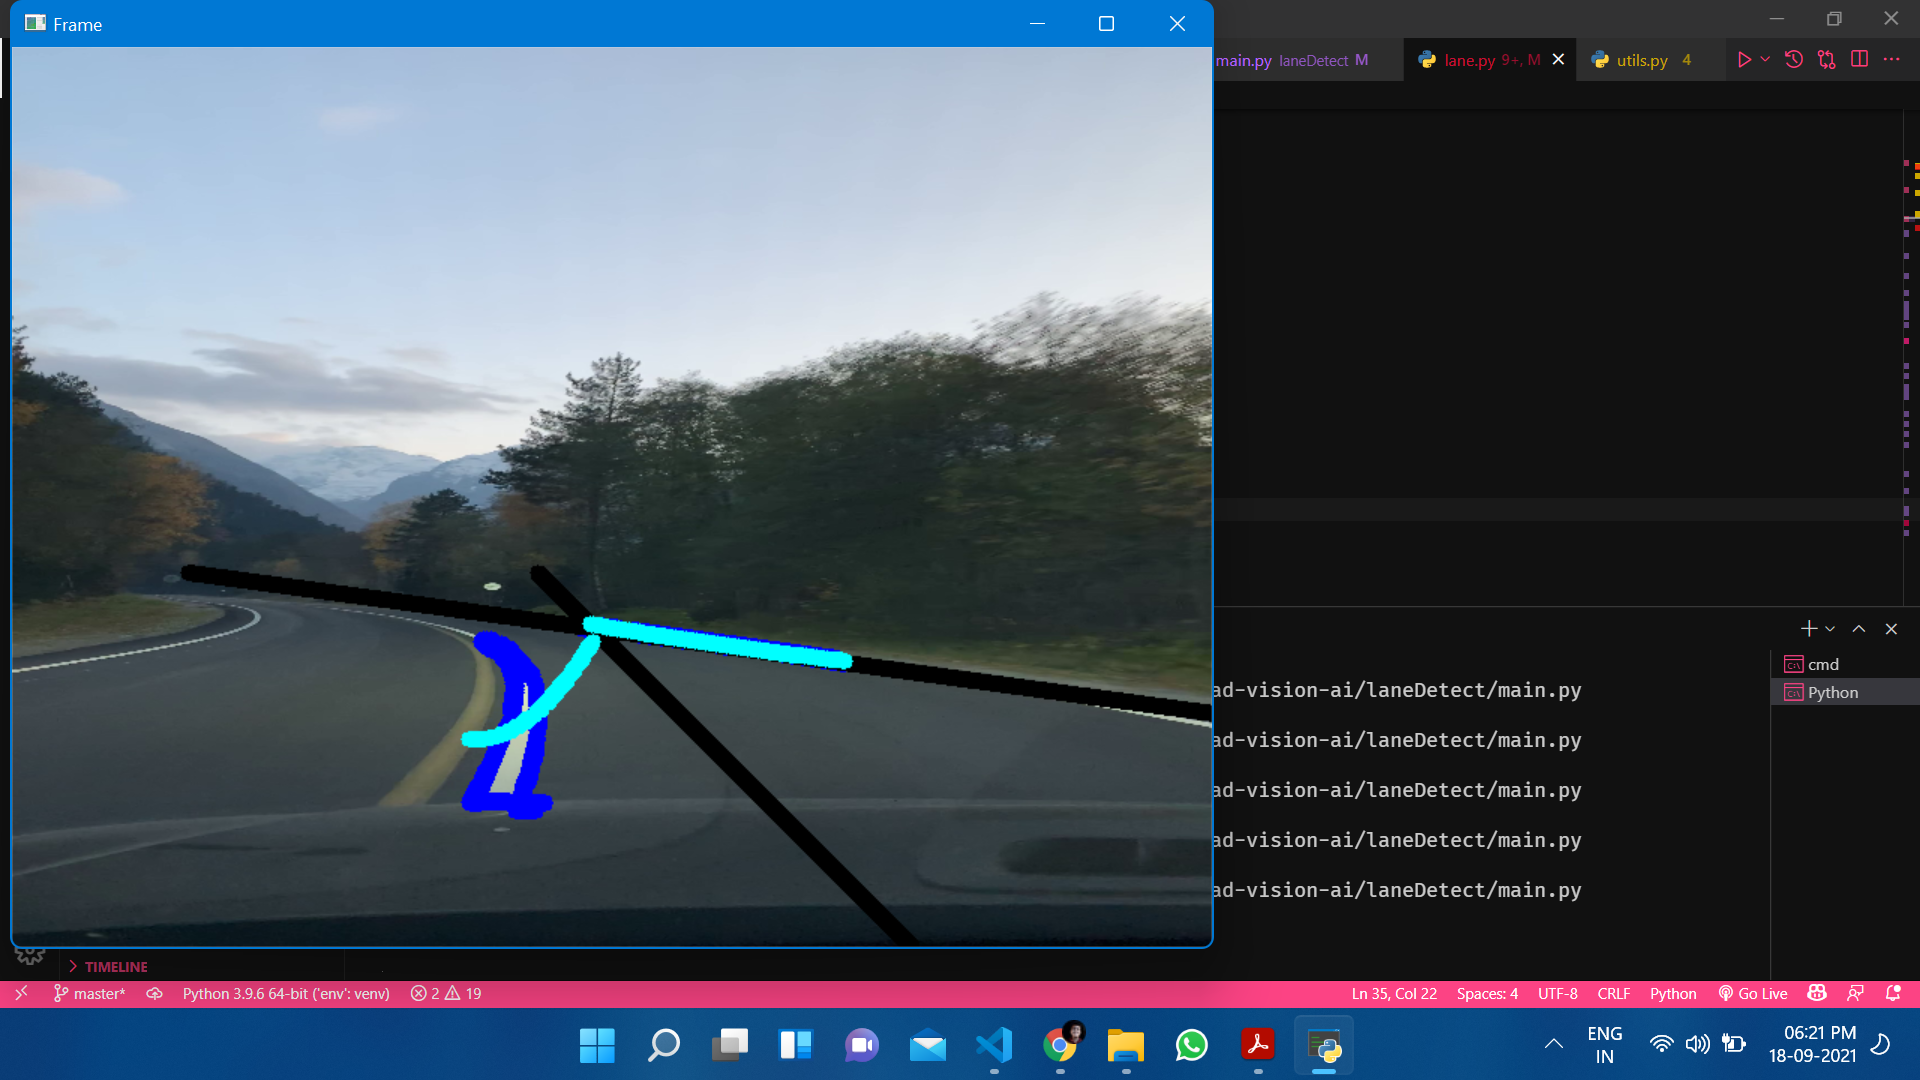 Frame
main.py laneDetect M
lane.py 9+, M
utils.py 4
ad-vision-ai/laneDetect/main.py
ad-vision-ai/laneDetect/main.py
ad-vision-ai/laneDetect/main.py
ad-vision-ai/laneDetect/main.py
ad-vision-ai/laneDetect/main.py
cmd
Python
TIMELINE
master* Python 3.9.6 64-bit ('env': venv) 2 19 Ln 35, Col 22 Spaces: 4 UTF-8 CRLF Python Go Live
ENG
IN
06:21 PM
18-09-2021